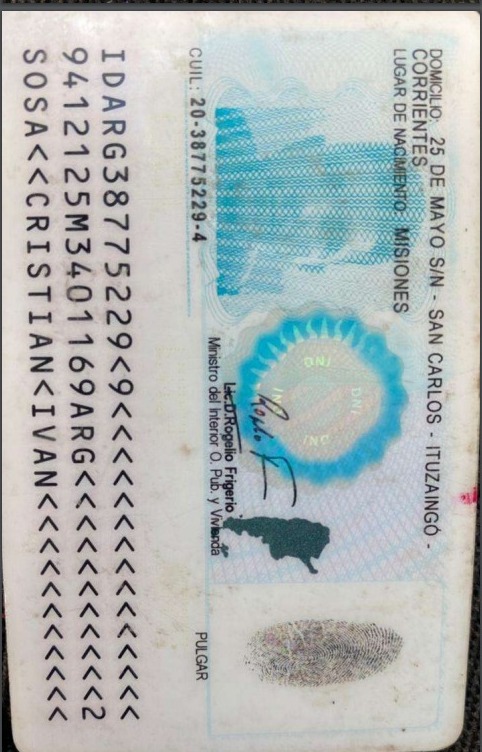 DOMICILIO: 25 DE MAYO S/N - SAN CARLOS - ITUZAINGÓ -
CORRIENTES
LUGAR DE NACIMIENTO: MISIONES
DNI
DNI
DNI
DNI
Lic. D. Rogelio Frigerio
Ministro del Interior O. Pub. y Vivienda
CUIL: 20-38775229-4
PULGAR
IDARG38775229<9<<<<<<<<<<<<<<<
9412125M3401169ARG<<<<<<<<<<<2
SOSA<<CRISTIAN<IVAN<<<<<<<<<<<